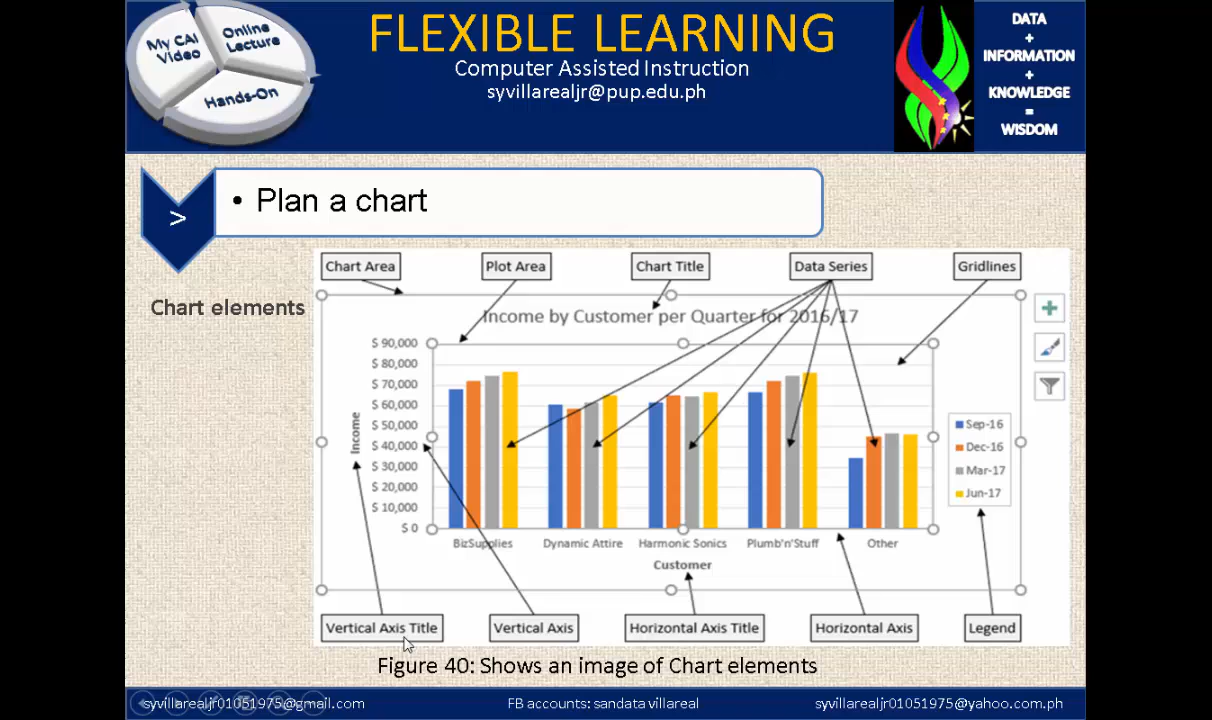 My CAI
Video
Online
Lecture
Hands-On
FLEXIBLE LEARNING
Computer Assisted Instruction
syvillarealjr@pup.edu.ph
DATA
+
INFORMATION
+
KNOWLEDGE
=
WISDOM
>
• Plan a chart
Chart elements
Chart Area
Plot Area
Chart Title
Data Series
Gridlines
Income by Customer per Quarter for 2016/17
Income
$ 90,000
$ 80,000
$ 70,000
$ 60,000
$ 50,000
$ 40,000
$ 30,000
$ 20,000
$ 10,000
$ 0
BizSupplies
Dynamic Attire
Harmonic Sonics
Plumb'n'Stuff
Other
Customer
Sep-16
Dec-16
Mar-17
Jun-17
Vertical Axis Title
Vertical Axis
Horizontal Axis Title
Horizontal Axis
Legend
Figure 40: Shows an image of Chart elements
syvillarealjr01051975@gmail.com
FB accounts: sandata villareal
syvillarealjr01051975@yahoo.com.ph